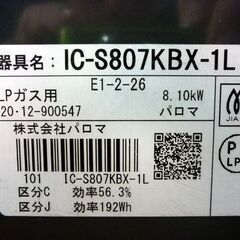 器具名: IC-S807KBX-1L
E1-2-26
LPガス用 8.10kW
20・12-900547 パロマ
JIA
株式会社パロマ
P
LP
101 IC-S807KBX-1L
区分C 効率56.3%
区分D 効率192Wh